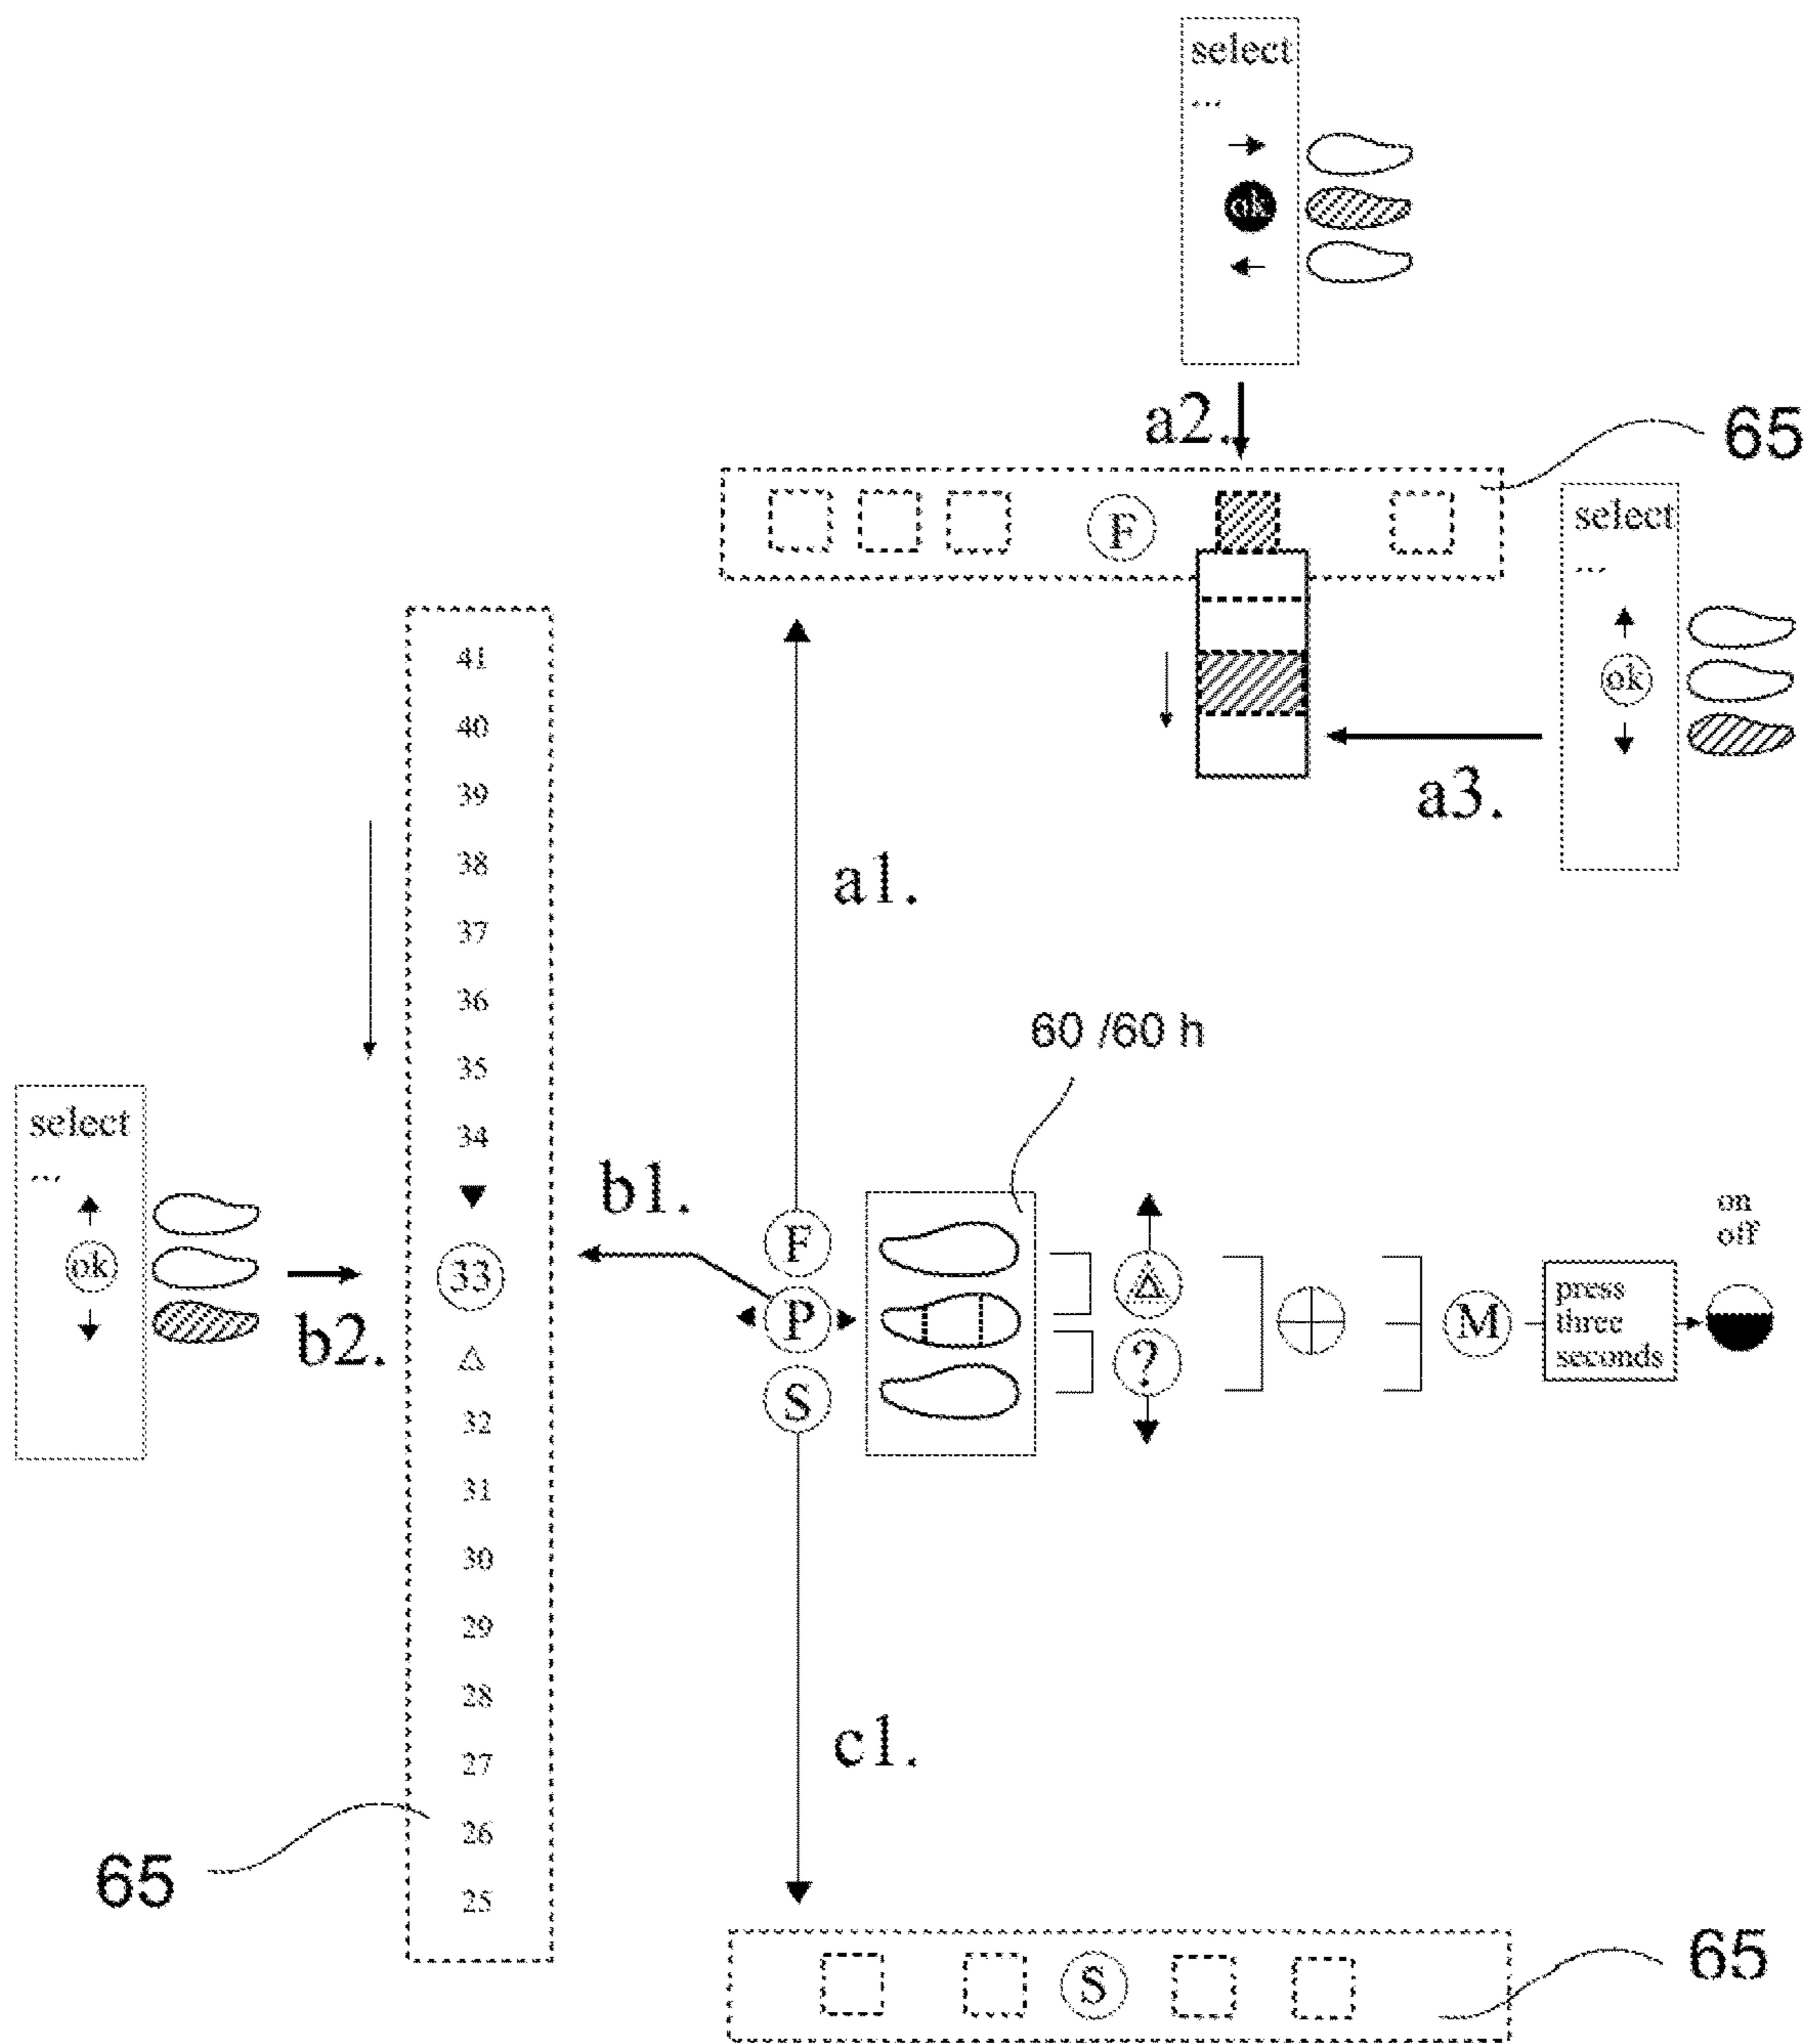 select
...
→
ok
←
a2.
65
F
select
...
ok
a3.
41
40
39
38
37
36
35
34
33
32
31
30
29
28
27
26
25
a1.
60 /60 h
select
...
ok
b2.
b1.
F
P
S
?
M
press
three
seconds
on
off
c1.
65
S
65